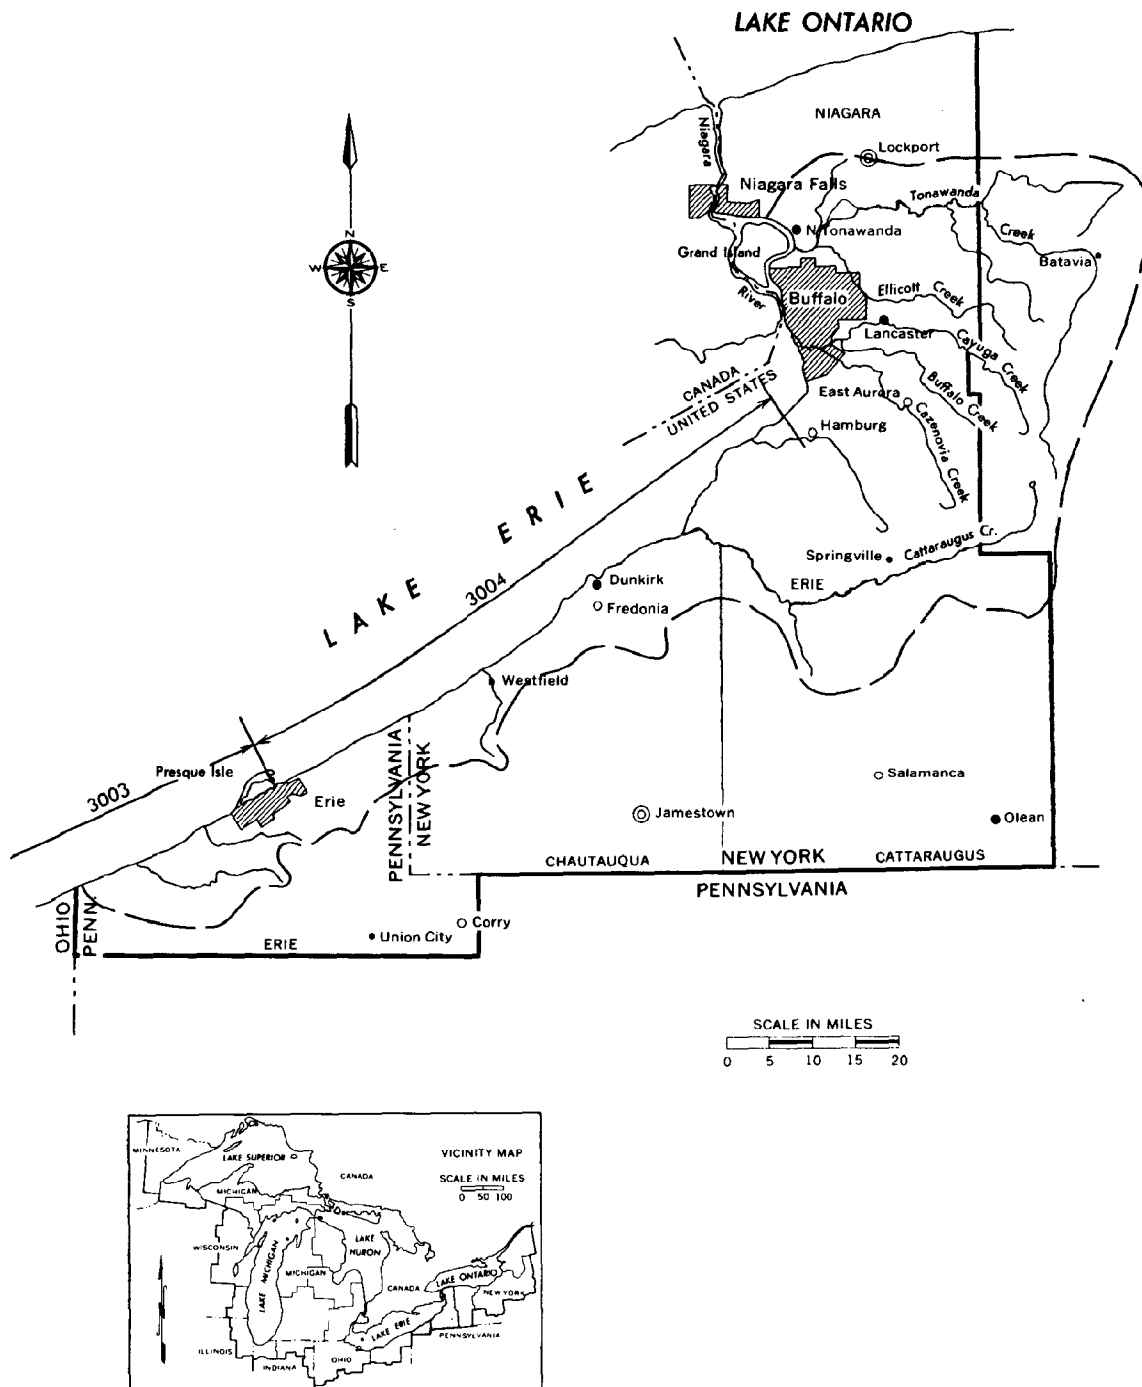 LAKE ONTARIO
NIAGARA
Niagara
Lockport
Niagara Falls
Tonawanda
Creek
N Tonawanda
Grand Island
Batavia
River
Buffalo
Ellicott Creek
Lancaster
Cayuga Creek
CANADA
UNITED STATES
East Aurora
Buffalo Creek
Hamburg
Cazenovia Creek
N
W E
S
LAKE ERIE
3004
Springville
Cattaraugus Cr.
ERIE
Dunkirk
Fredonia
Westfield
Presque Isle
3003
Erie
PENNSYLVANIA
NEW YORK
Salamanca
Jamestown
Olean
CHAUTAUQUA
NEW YORK
CATTARAUGUS
PENNSYLVANIA
OHIO
PENN.
Corry
Union City
ERIE
SCALE IN MILES
0 5 10 15 20
VICINITY MAP
SCALE IN MILES
0 50 100
MINNESOTA
LAKE SUPERIOR
CANADA
MICHIGAN
WISCONSIN
LAKE MICHIGAN
MICHIGAN
LAKE
HURON
CANADA
LAKE ONTARIO
NEW YORK
LAKE ERIE
PENNSYLVANIA
ILLINOIS
INDIANA
OHIO